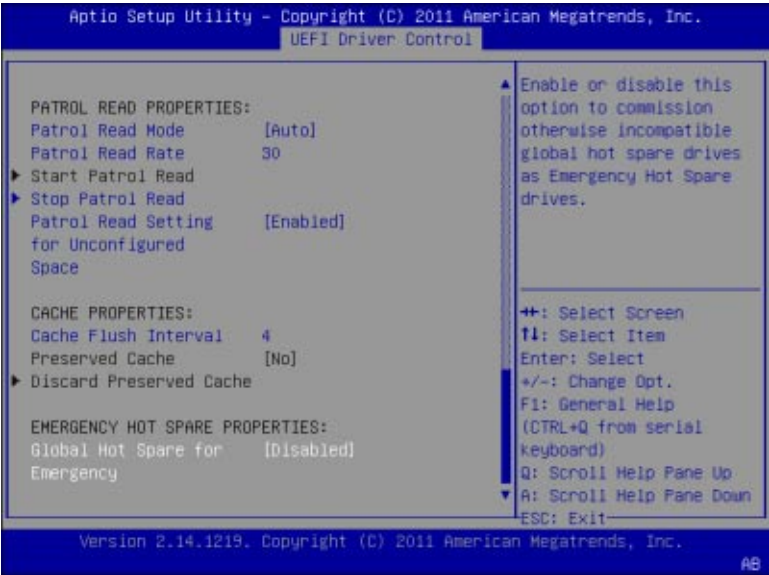 Aptio Setup Utility – Copyright (C) 2011 American Megatrends, Inc.
UEFI Driver Control
PATROL READ PROPERTIES:
Patrol Read Mode [Auto]
Patrol Read Rate 30
▶ Start Patrol Read
▶ Stop Patrol Read
Patrol Read Setting [Enabled]
for Unconfigured
Space
CACHE PROPERTIES:
Cache Flush Interval 4
Preserved Cache [No]
▶ Discard Preserved Cache
EMERGENCY HOT SPARE PROPERTIES:
Global Hot Spare for [Disabled]
Emergency
Enable or disable this
option to commission
otherwise incompatible
global hot spare drives
as Emergency Hot Spare
drives.
→←: Select Screen
↑↓: Select Item
Enter: Select
+/-: Change Opt.
F1: General Help
(CTRL+Q from serial
keyboard)
Q: Scroll Help Pane Up
A: Scroll Help Pane Down
ESC: Exit
Version 2.14.1219. Copyright (C) 2011 American Megatrends, Inc.
AB